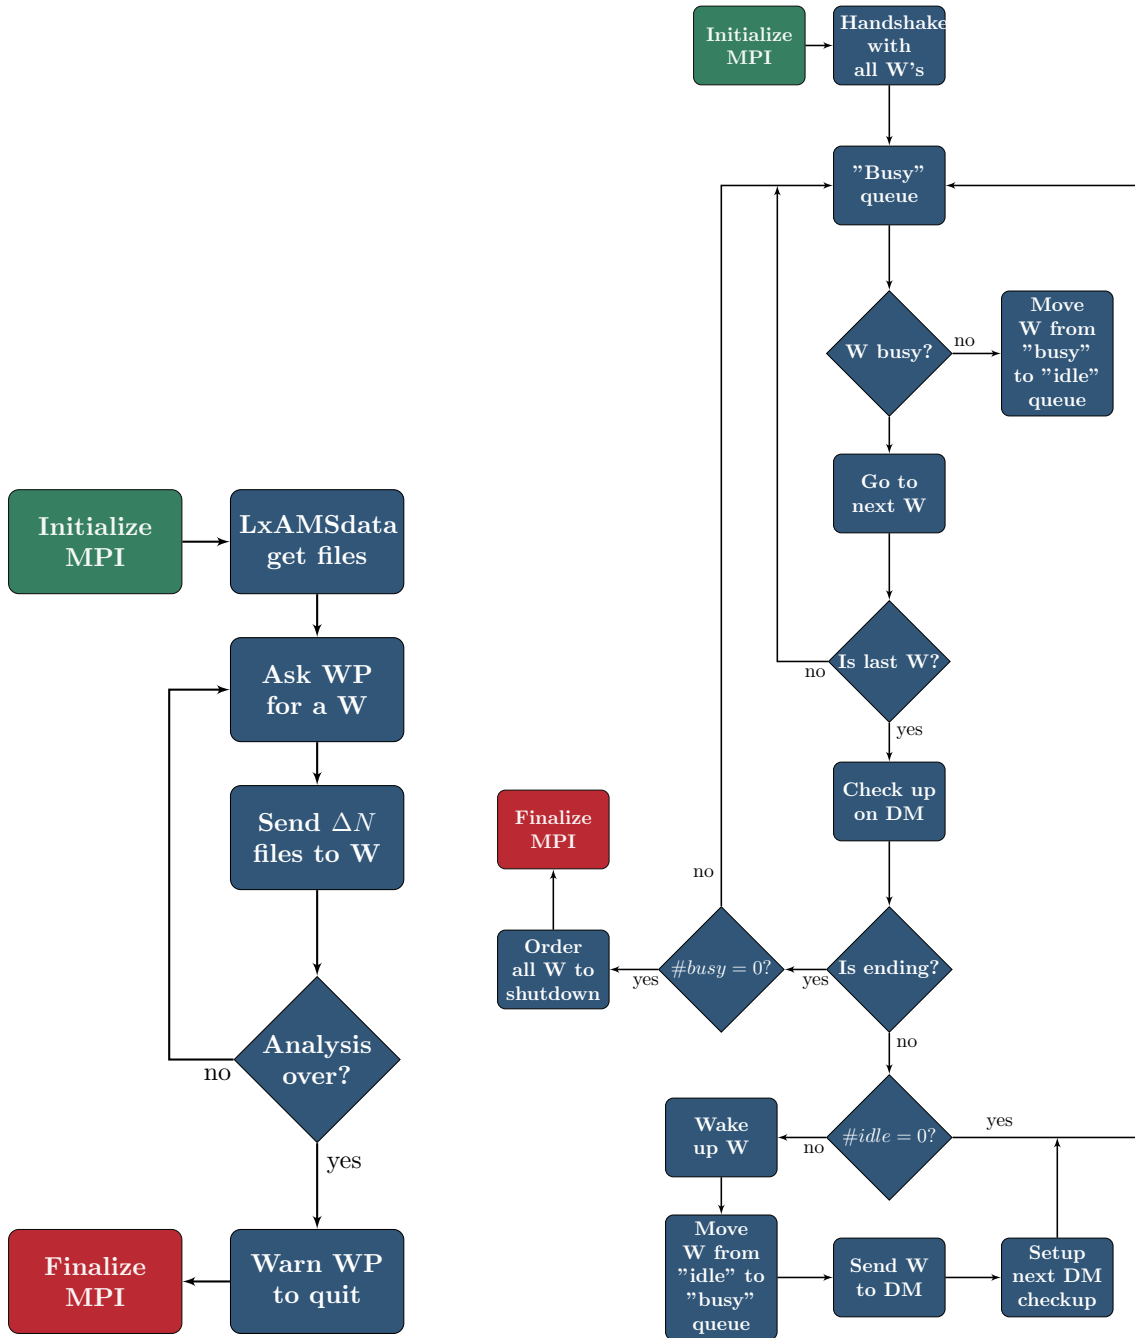 Initialize
MPI
LxAMSdata
get files
Ask WP
for a W
Send ΔN
files to W
Analysis
over?
no
yes
Warn WP
to quit
Finalize
MPI
Initialize
MPI
Handshake
with
all W's
"Busy"
queue
W busy?
no
Move
W from
"busy"
to "idle"
queue
Go to
next W
Is last W?
no
yes
Check up
on DM
Is ending?
yes
no
#busy = 0?
no
yes
Order
all W to
shutdown
Finalize
MPI
#idle = 0?
yes
no
Wake
up W
Move
W from
"idle" to
"busy"
queue
Send W
to DM
Setup
next DM
checkup